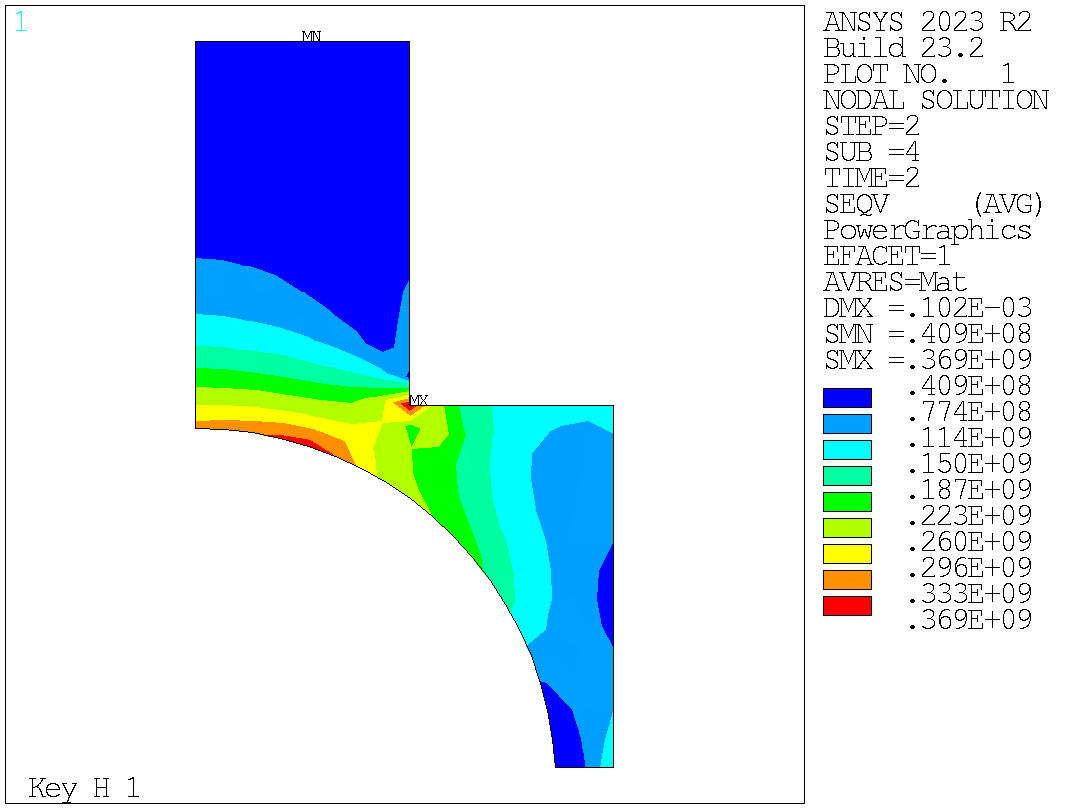 1
MN
MX
Key H 1
ANSYS 2023 R2
Build 23.2
PLOT NO.   1
NODAL SOLUTION
STEP=2
SUB =4
TIME=2
SEQV     (AVG)
PowerGraphics
EFACET=1
AVRES=Mat
DMX =.102E-03
SMN =.409E+08
SMX =.369E+09
.409E+08
.774E+08
.114E+09
.150E+09
.187E+09
.223E+09
.260E+09
.296E+09
.333E+09
.369E+09